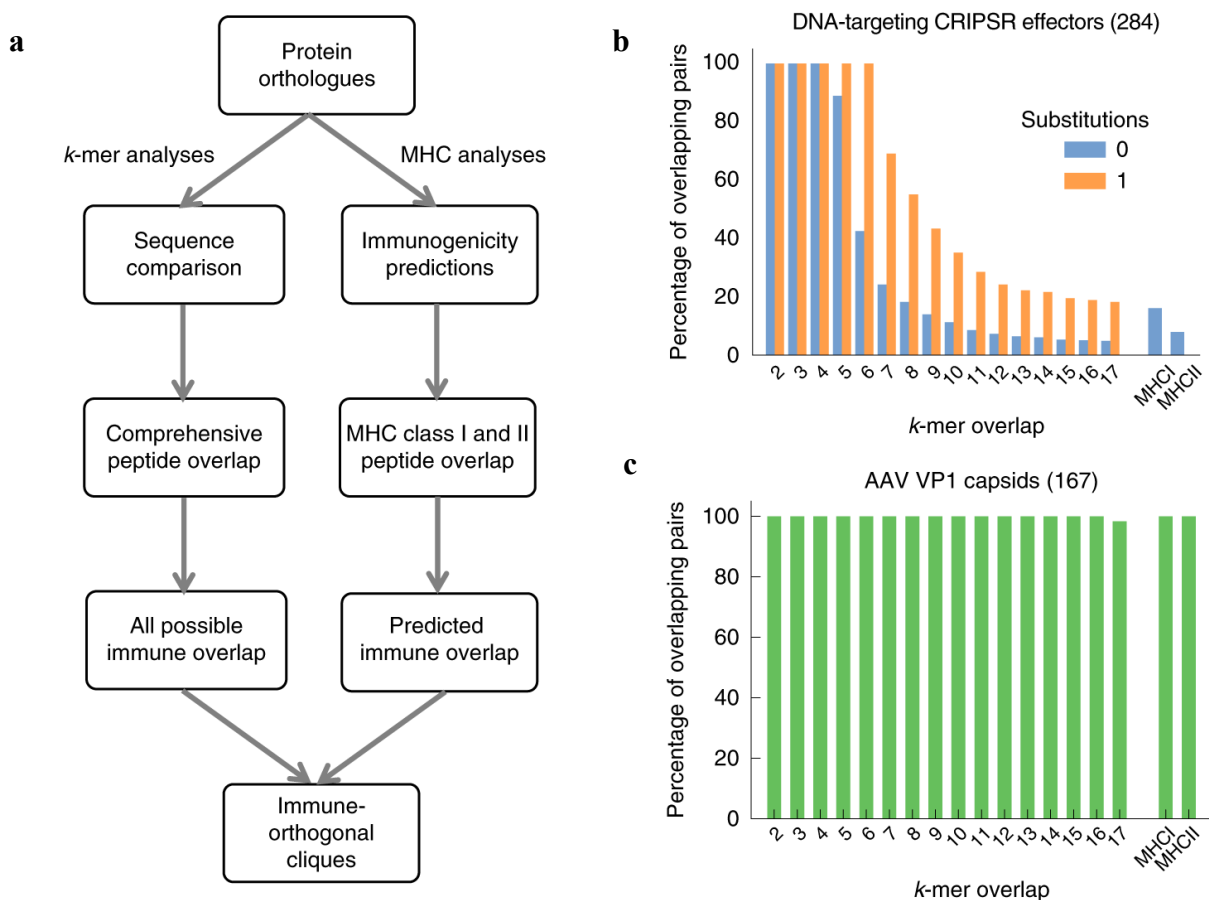 a
Protein
orthologues
k-mer analyses
MHC analyses
Sequence
comparison
Immunogenicity
predictions
Comprehensive
peptide overlap
MHC class I and II
peptide overlap
All possible
immune overlap
Predicted
immune overlap
Immune-
orthogonal
cliques
b
DNA-targeting CRIPSR effectors (284)
Percentage of overlapping pairs
100
80
60
40
20
0
Substitutions
0
1
2 3 4 5 6 7 8 9 10 11 12 13 14 15 16 17 MHCI MHCII
k-mer overlap
c
AAV VP1 capsids (167)
Percentage of overlapping pairs
100
80
60
40
20
0
2 3 4 5 6 7 8 9 10 11 12 13 14 15 16 17 MHCI MHCII
k-mer overlap